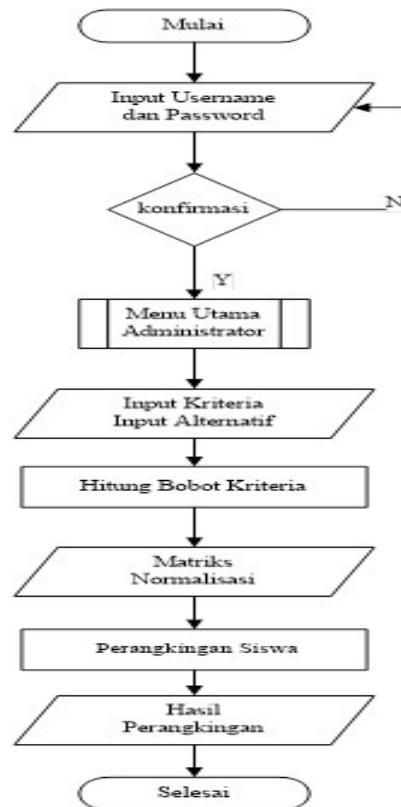 Mulai
Input Username
dan Password
konfirmasi
N
Y
Menu Utama
Administrator
Input Kriteria
Input Alternatif
Hitung Bobot Kriteria
Matriks
Normalisasi
Perangkingan Siswa
Hasil
Perangkingan
Selesai